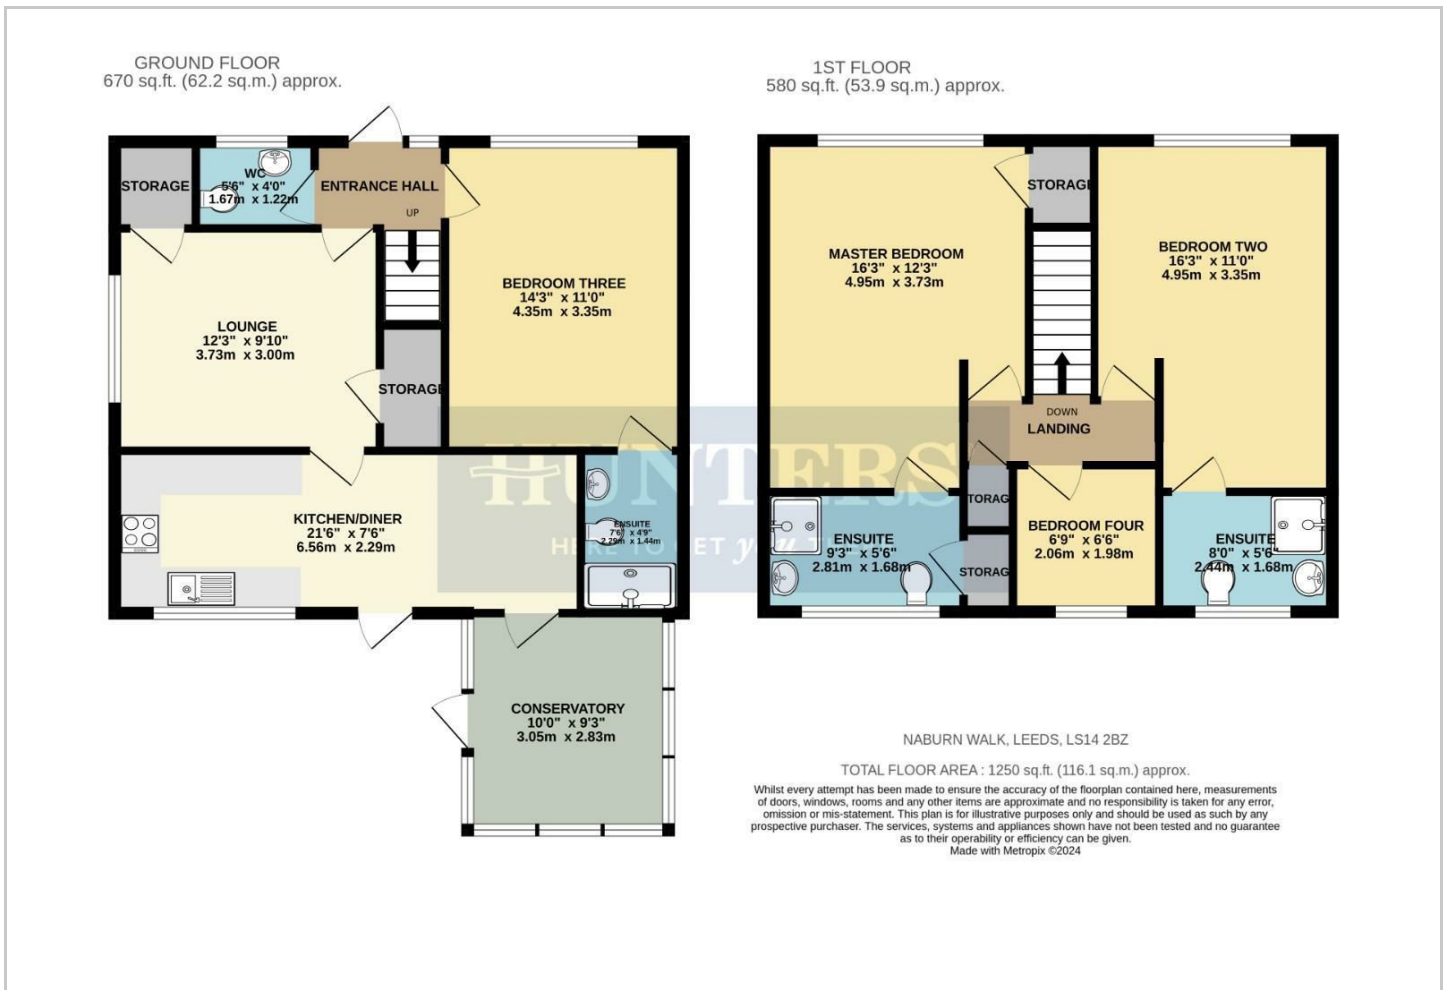 GROUND FLOOR
670 sq.ft. (62.2 sq.m.) approx.
STORAGE
WC
5'6" x 4'0"
1.67m x 1.22m
ENTRANCE HALL
UP
BEDROOM THREE
14'3" x 11'0"
4.35m x 3.35m
LOUNGE
12'3" x 9'10"
3.73m x 3.00m
STORAGE
KITCHEN/DINER
21'6" x 7'6"
6.56m x 2.29m
ENSUITE
7'6" x 4'9"
2.29m x 1.44m
CONSERVATORY
10'0" x 9'3"
3.05m x 2.83m
1ST FLOOR
580 sq.ft. (53.9 sq.m.) approx.
MASTER BEDROOM
16'3" x 12'3"
4.95m x 3.73m
STORAGE
BEDROOM TWO
16'3" x 11'0"
4.95m x 3.35m
DOWN
LANDING
TORAG
ENSUITE
9'3" x 5'6"
2.81m x 1.68m
STORAG
BEDROOM FOUR
6'9" x 6'6"
2.06m x 1.98m
ENSUITE
8'0" x 5'6"
2.44m x 1.68m
HUNTERS
HERE TO GET you
NABURN WALK, LEEDS, LS14 2BZ
TOTAL FLOOR AREA : 1250 sq.ft. (116.1 sq.m.) approx.
Whilst every attempt has been made to ensure the accuracy of the floorplan contained here, measurements
of doors, windows, rooms and any other items are approximate and no responsibility is taken for any error,
omission or mis-statement. This plan is for illustrative purposes only and should be used as such by any
prospective purchaser. The services, systems and appliances shown have not been tested and no guarantee
as to their operability or efficiency can be given.
Made with Metropix ©2024